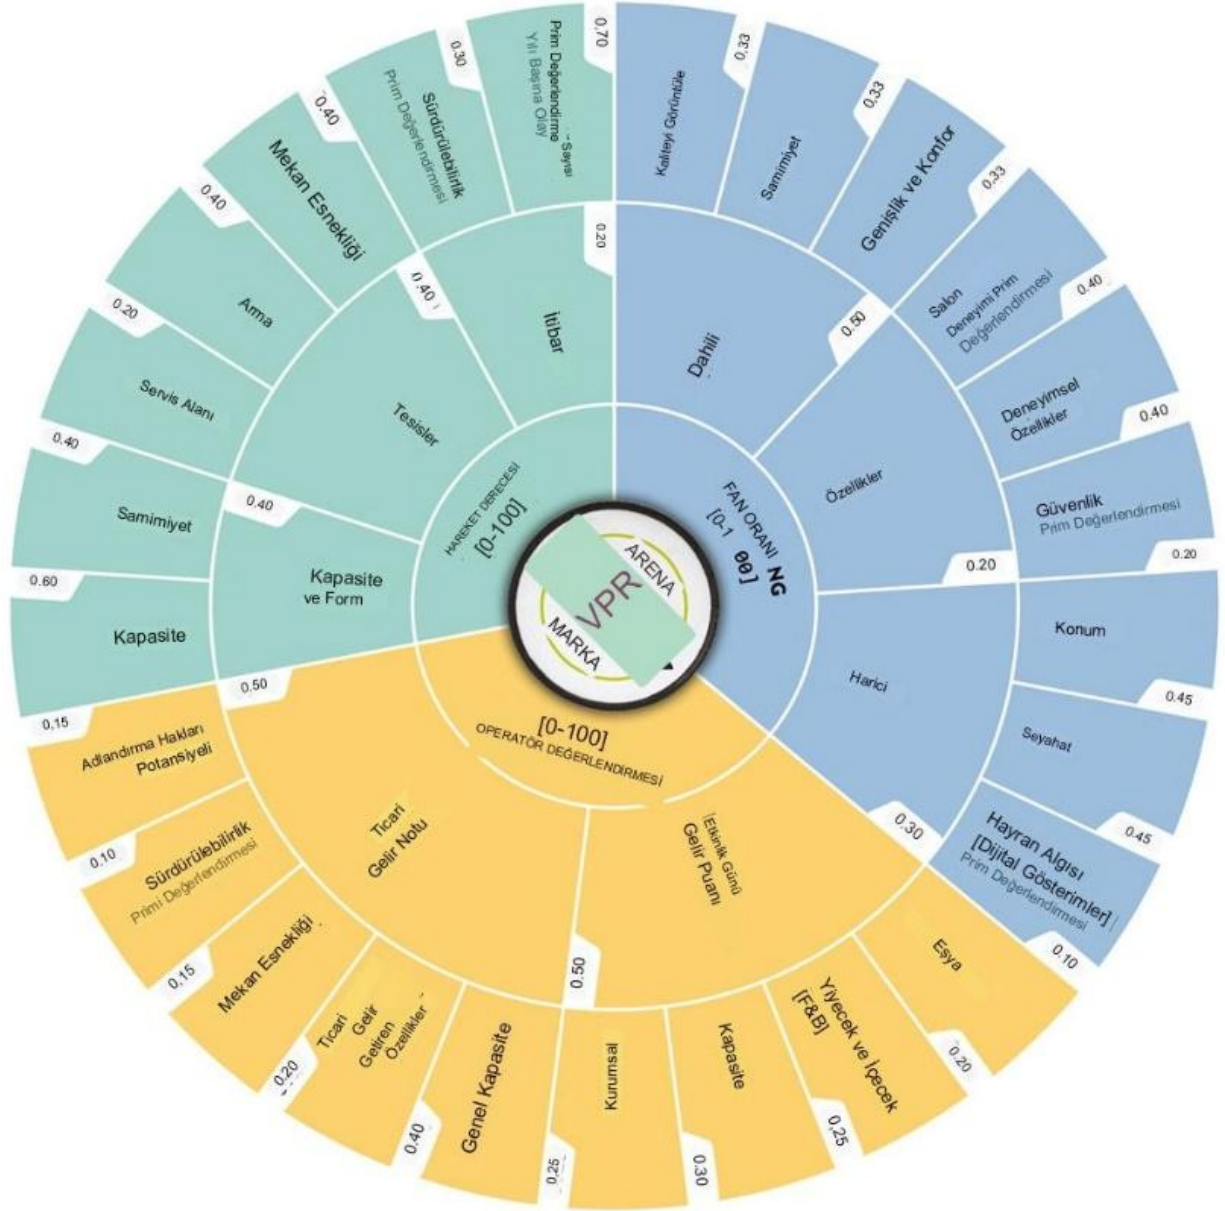 ARENA
VPR
MARKA
FAN ORANI NG
[0-1 00]
Dahili
0.50
Kaliteyi Görüntüle
0.33
Samimiyet
0.33
Genişlik ve Konfor
0.33
Özellikler
0.20
Salon
Deneyimi Prim
Değerlendirmesi
0.40
Deneyimsel
Özellikler
0.40
Güvenlik
Prim Değerlendirmesi
0.20
Harici
0.30
Konum
0.45
Seyahat
0.45
Hayran Algısı
[Dijital Gösterimler]
Prim Değerlendirmesi
0.10
[0-100]
OPERATÖR DEĞERLENDİRMESİ
Etkinlik Günü
Gelir Puanı
0.50
Eşya
0.20
Yiyecek ve İçecek
[F&B]
0,25
Kapasite
0.30
Kurumsal
0,25
Ticari
Gelir Notu
0.50
Genel Kapasite
0.40
Ticari
Gelir
Getiren
Özellikler
0.20
Mekan Esnekliği
0.15
Sürdürülebilirlik
Primi Değerlendirmesi
0.10
Adlandırma Hakları
Potansiyeli
0,15
HAREKET DERECESİ
[0-100]
Kapasite
ve Form
0.40
Kapasite
0.60
Samimiyet
0.40
Tesisler
0.40
Servis Alanı
0.20
Arma
0.40
Mekan Esnekliği
0,40
İtibar
0.20
Sürdürülebilirlik
Prim Değerlendirmesi
0.30
Sayısı
Prim Değerlendirme
Yılı Başına Olay
0,70